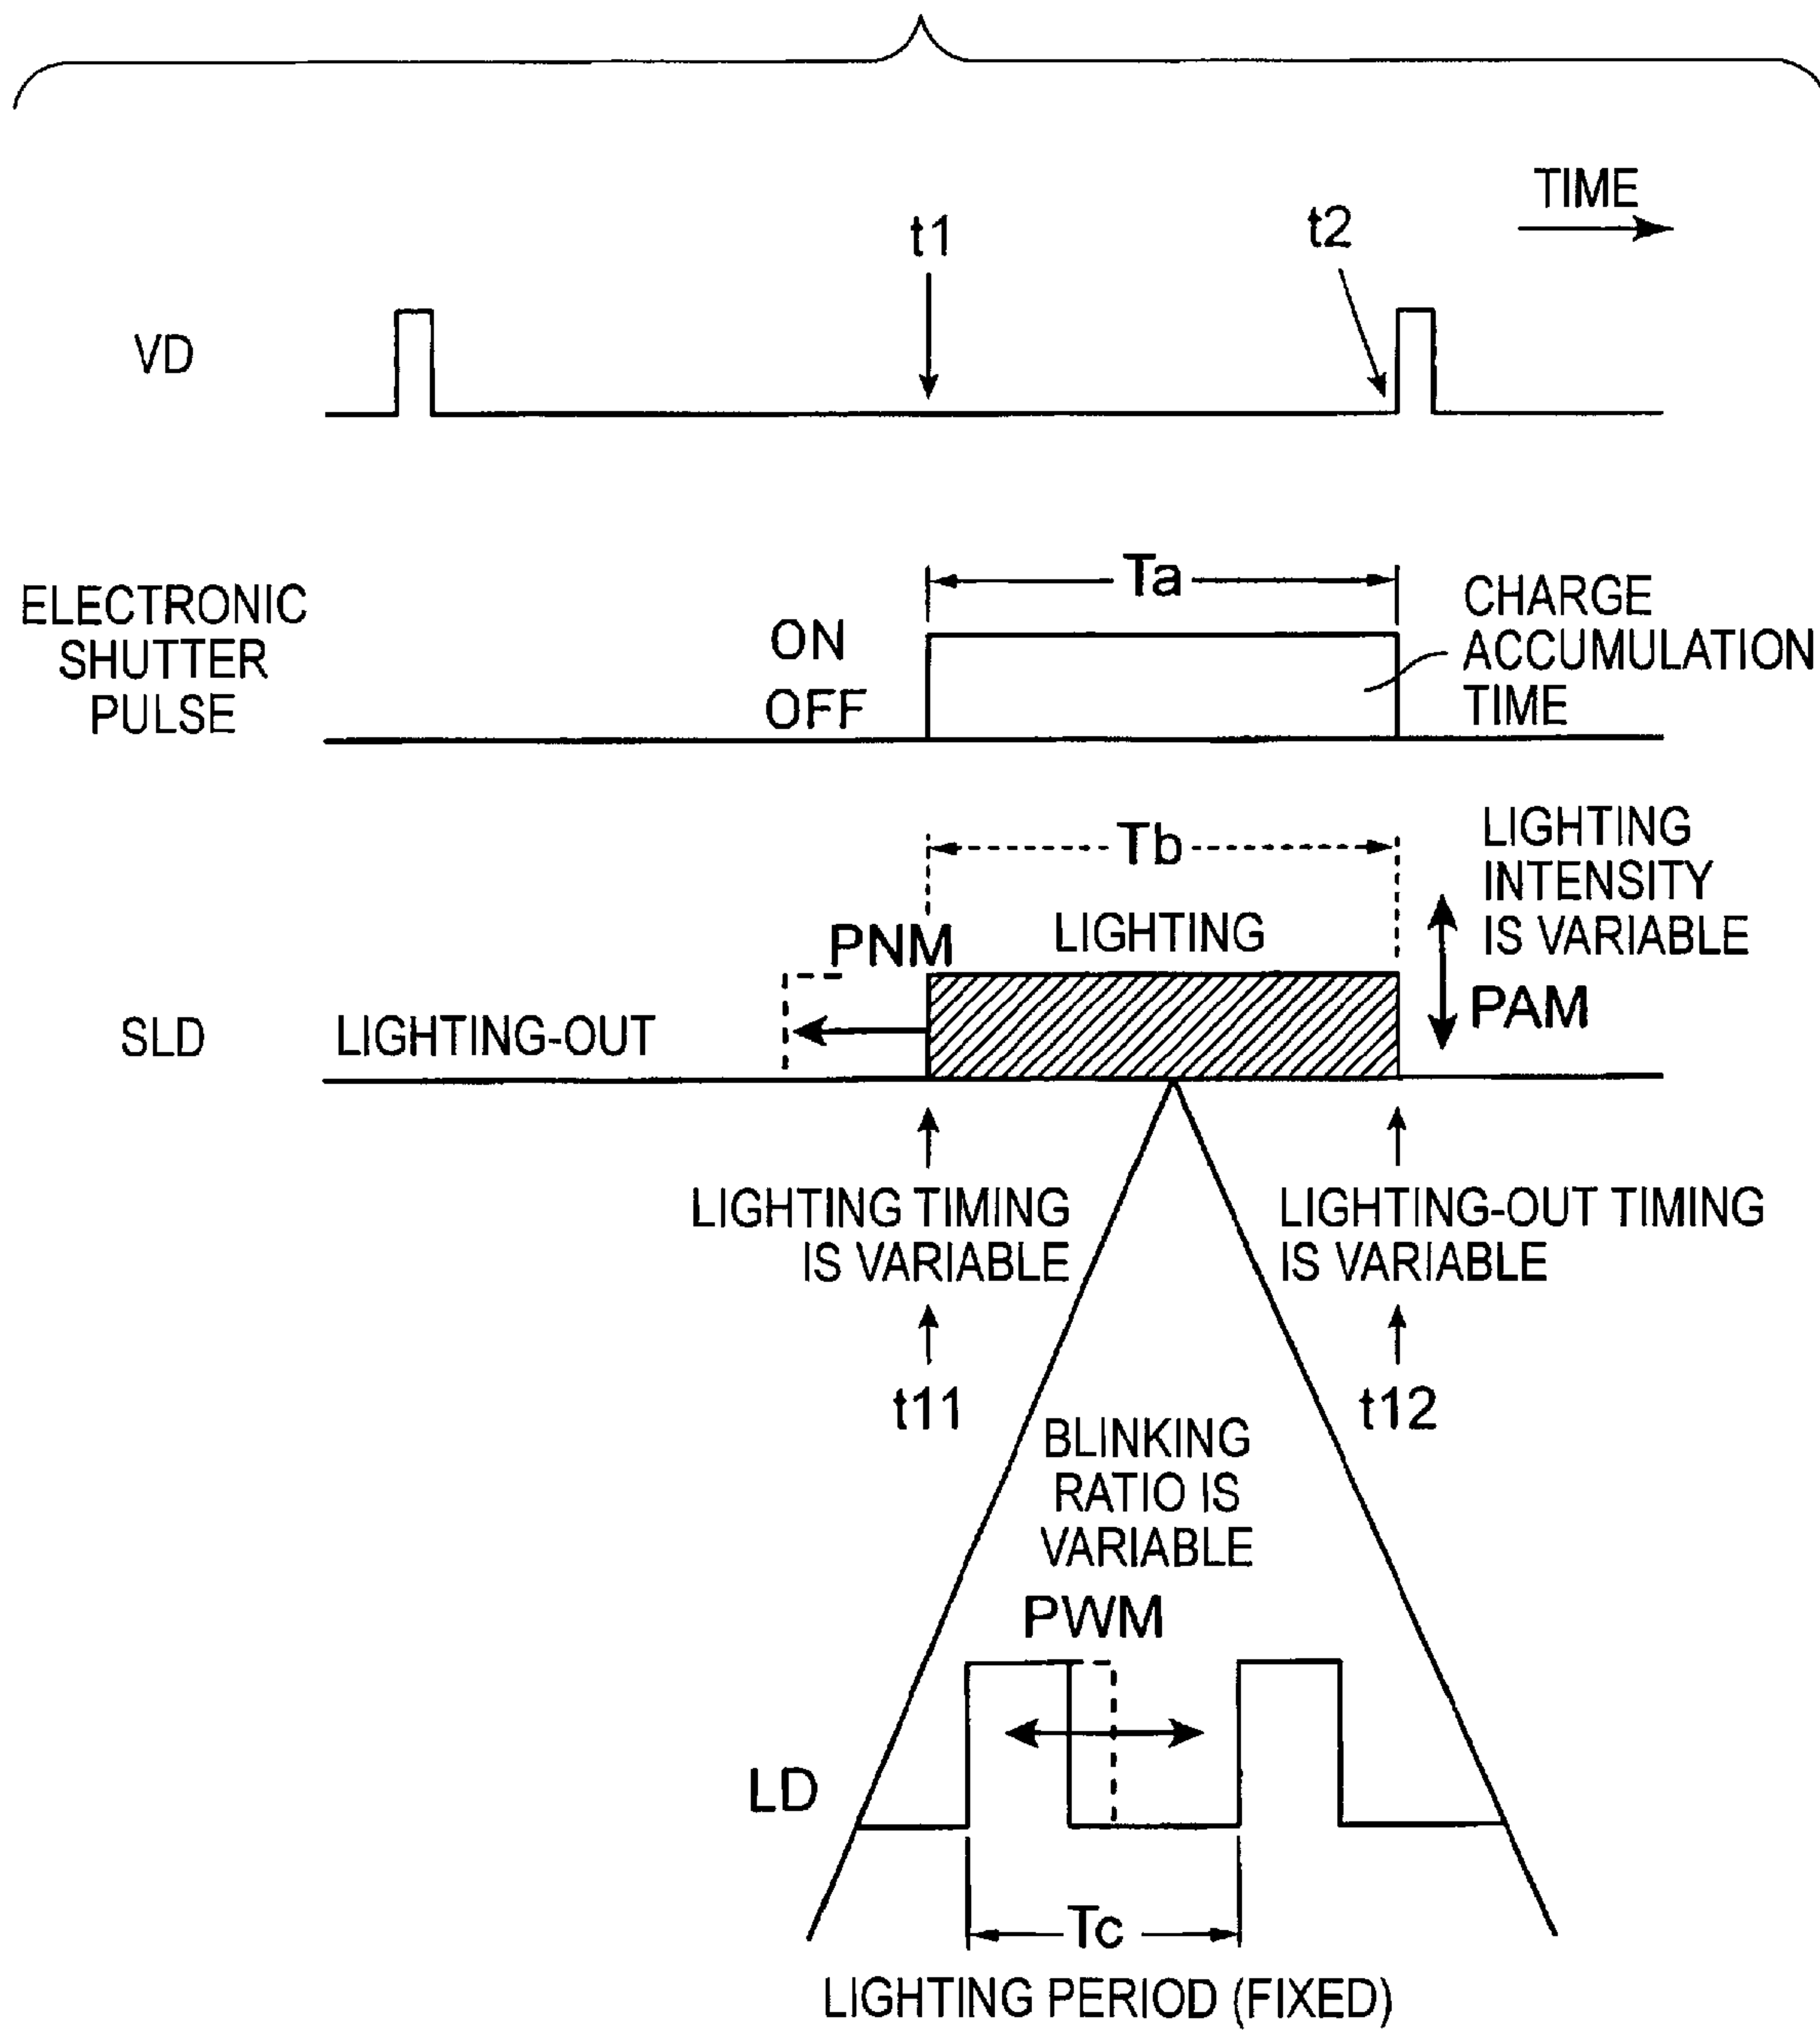 TIME
t1
t2
VD
Ta
ELECTRONIC
SHUTTER
PULSE
ON
OFF
CHARGE
ACCUMULATION
TIME
Tb
LIGHTING
INTENSITY
IS VARIABLE
PNM
LIGHTING
PAM
SLD
LIGHTING-OUT
LIGHTING TIMING
IS VARIABLE
LIGHTING-OUT TIMING
IS VARIABLE
t11
t12
BLINKING
RATIO IS
VARIABLE
PWM
LD
Tc
LIGHTING PERIOD (FIXED)